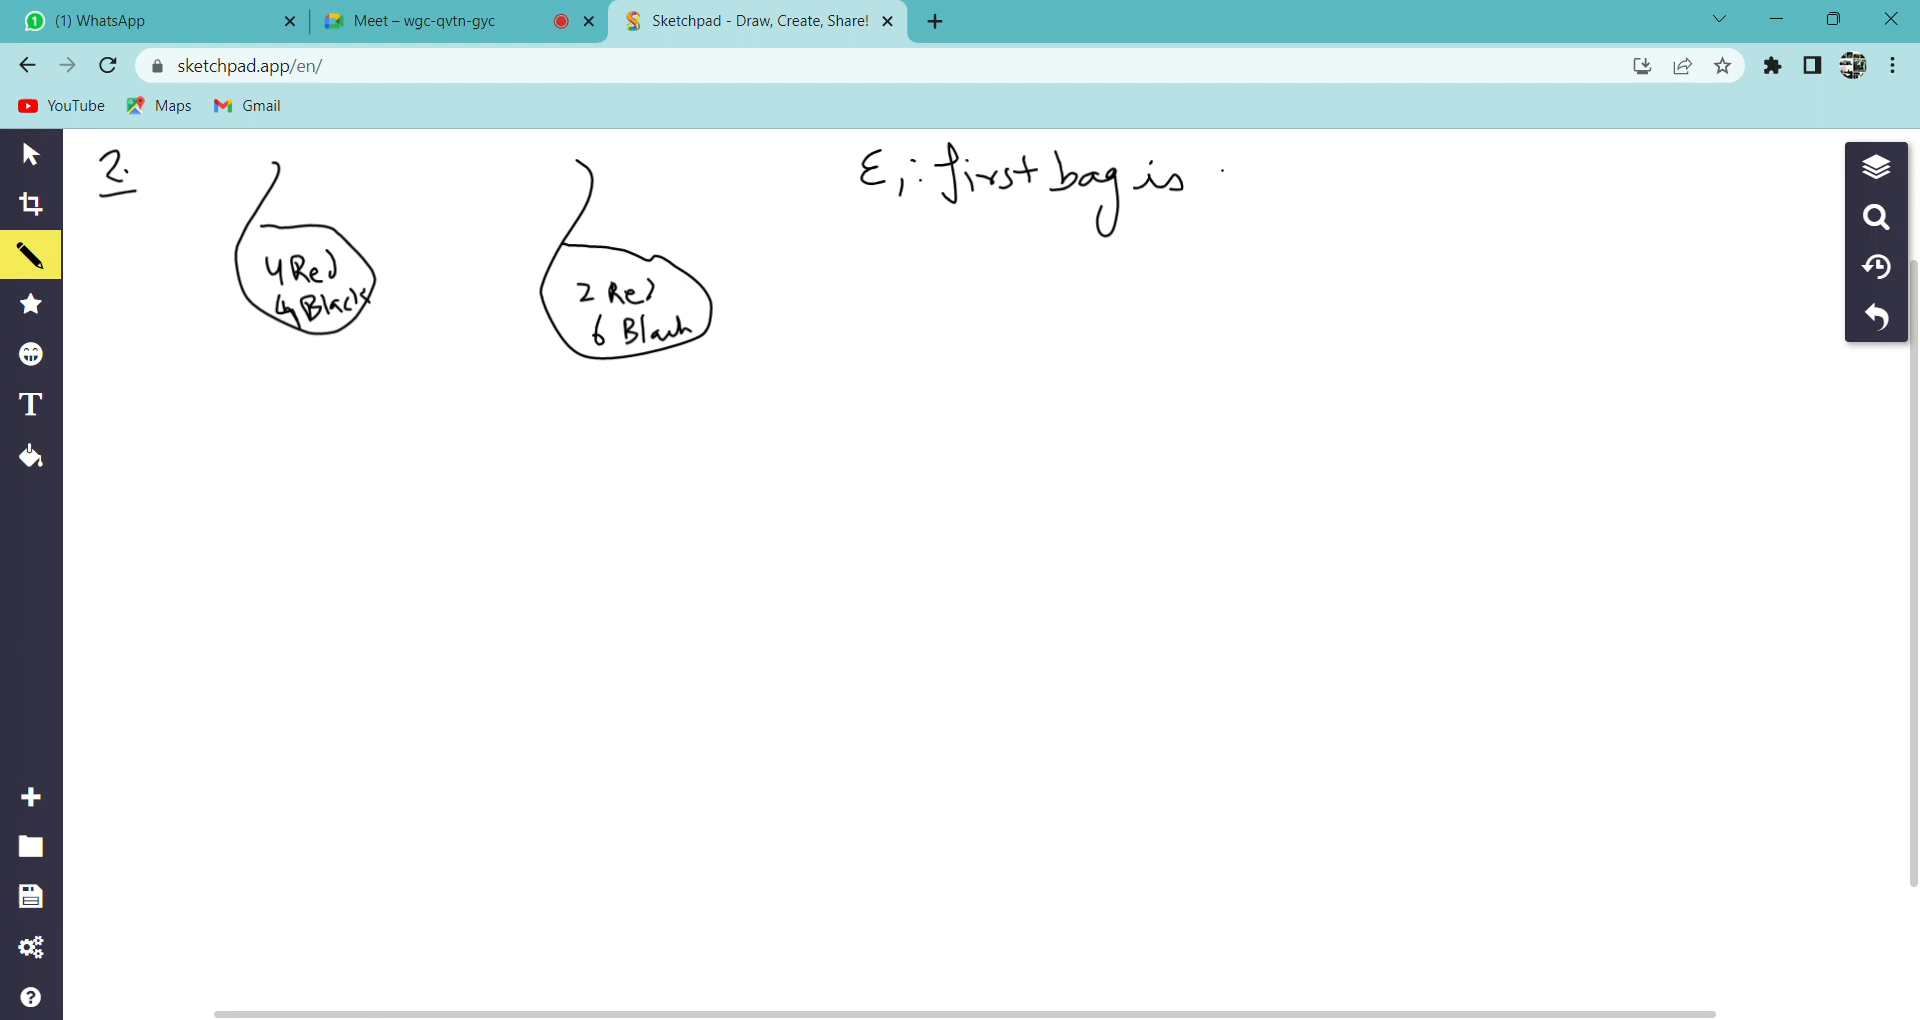 (1) WhatsApp
Meet – wgc-qvtn-gyc
Sketchpad - Draw, Create, Share!
sketchpad.app/en/
YouTube
Maps
Gmail
2.
E1: first bag is
4 Red
4 Black
2 Red
6 Black
T